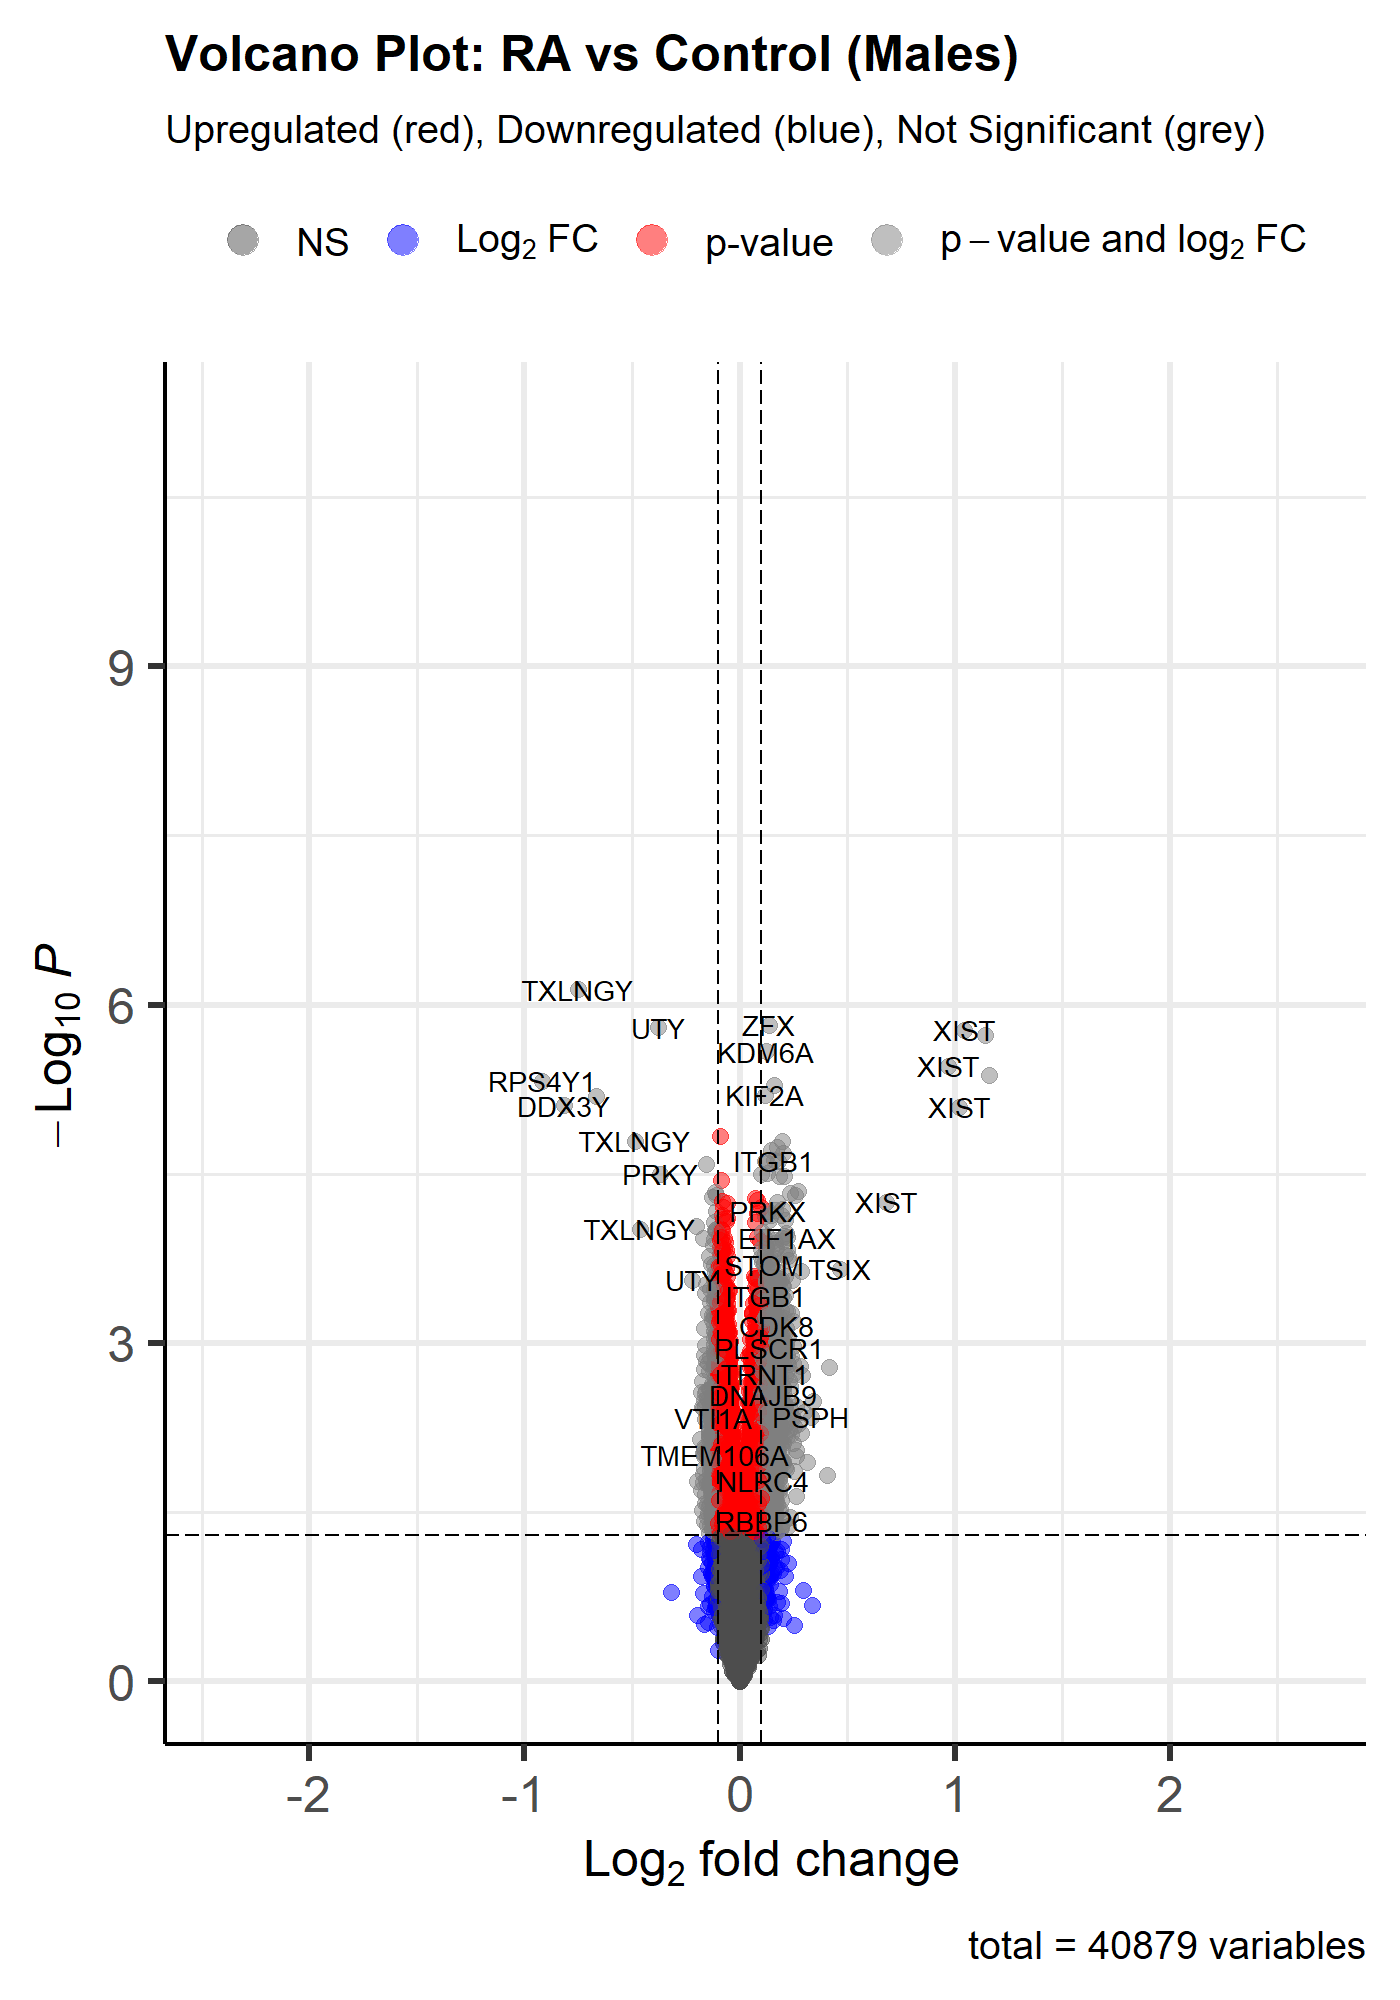 Volcano Plot: RA vs Control (Males)
Upregulated (red), Downregulated (blue), Not Significant (grey)
NS Log₂ FC p-value p – value and log₂ FC
−Log₁₀ P
9
6
3
0
TXLNGY
UTY
ZFX
XIST
KDM6A
XIST
RPS4Y1
KIF2A
DDX3Y
XIST
TXLNGY
ITGB1
PRKY
XIST
PRKX
TXLNGY
EIF1AX
STOM
TSIX
UTY
ITGB1
CDK8
PLSCR1
TRNT1
DNAJB9
VTI1A
PSPH
TMEM106A
NLRC4
RBBP6
-2 -1 0 1 2
Log₂ fold change
total = 40879 variables